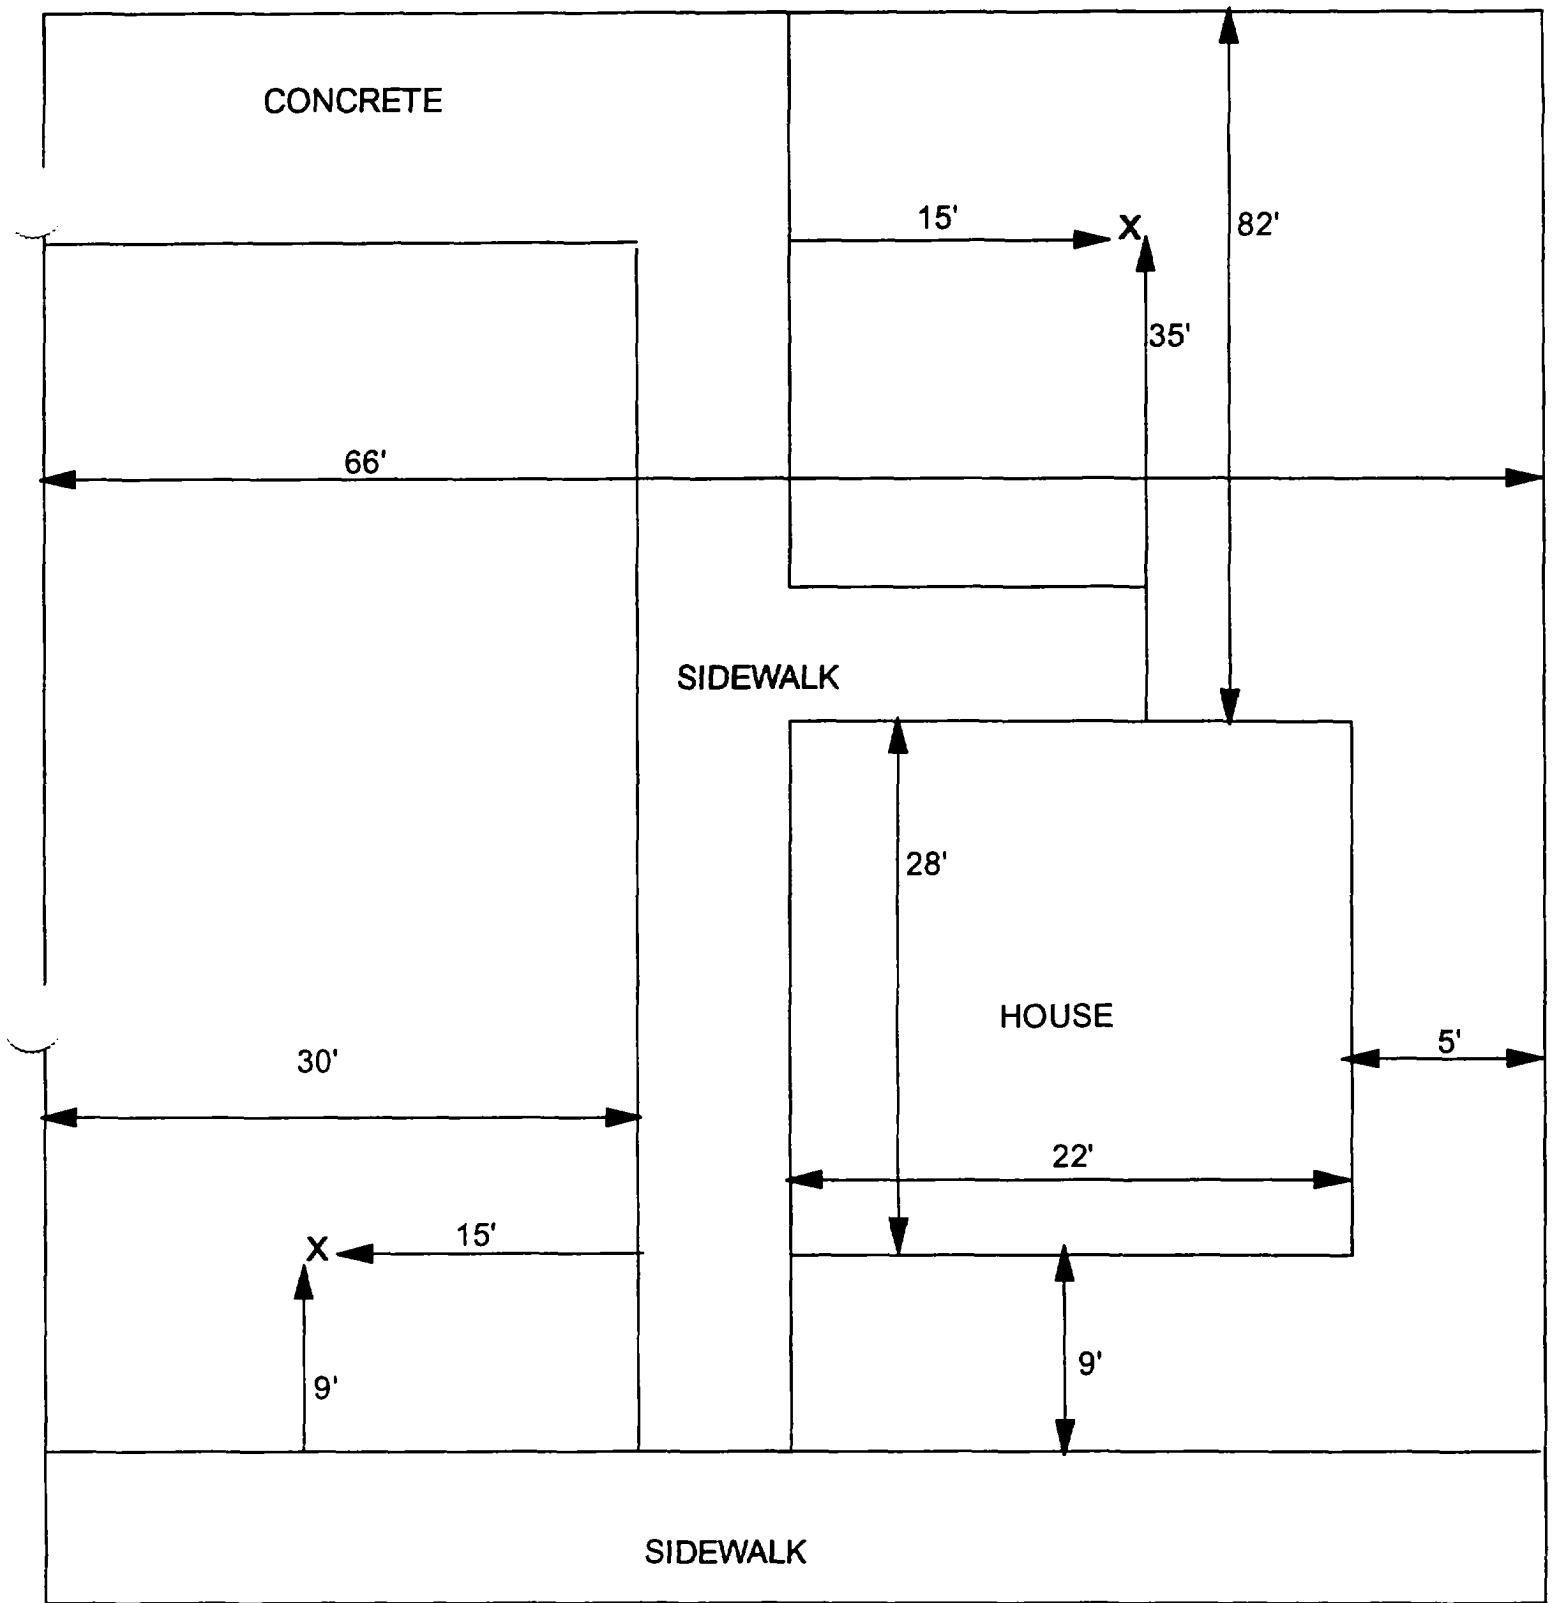 CONCRETE
15'
X
82'
35'
66'
SIDEWALK
28'
HOUSE
30'
5'
22'
X
15'
9'
9'
SIDEWALK